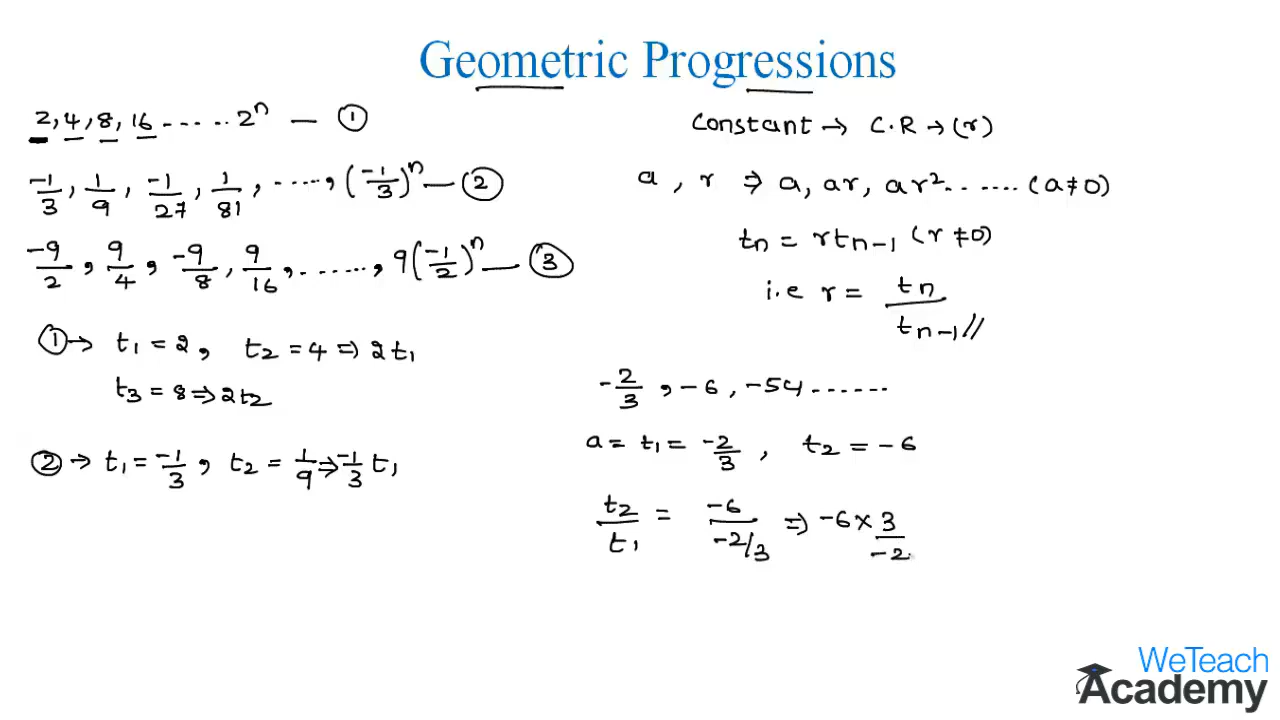 Geometric Progressions
2, 4, 8, 16 ...... 2ⁿ — ①
-1/3, 1/9, -1/27, 1/81, ....., (-1/3)ⁿ — ②
-9/2, 9/4, -9/8, 9/16, ......, 9(-1/2)ⁿ — ③
① → t₁ = 2, t₂ = 4 ⇒ 2t₁
t₃ = 8 ⇒ 2t₂
② → t₁ = -1/3, t₂ = 1/9 ⇒ -1/3 t₁
Constant → C.R → (r)
a, r ⇒ a, ar, ar² ...... (a≠0)
tn = rtn-1 (r ≠0)
i.e r = tn/tn-1//
-2/3, -6, -54 ......
a = t₁ = -2/3, t₂ = -6
t₂/t₁ = -6/-2/3 ⇒ -6 × 3/-2
WeTeach
Academy